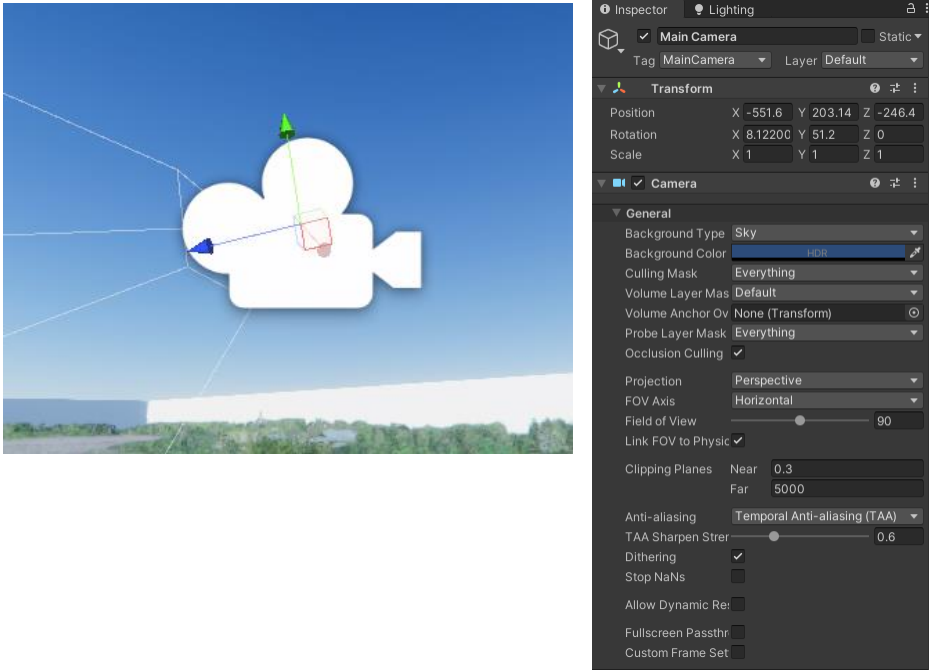 Inspector Lighting
Main Camera Static
Tag MainCamera Layer Default
Transform
Position X -551.6 Y 203.14 Z -246.4
Rotation X 8.12200 Y 51.2 Z 0
Scale X 1 Y 1 Z 1
Camera
General
Background Type Sky
Background Color HDR
Culling Mask Everything
Volume Layer Mas Default
Volume Anchor Ov None (Transform)
Probe Layer Mask Everything
Occlusion Culling
Projection Perspective
FOV Axis Horizontal
Field of View 90
Link FOV to Physic
Clipping Planes Near 0.3
Far 5000
Anti-aliasing Temporal Anti-aliasing (TAA)
TAA Sharpen Strer 0.6
Dithering
Stop NaNs
Allow Dynamic Re
Fullscreen Passthr
Custom Frame Set